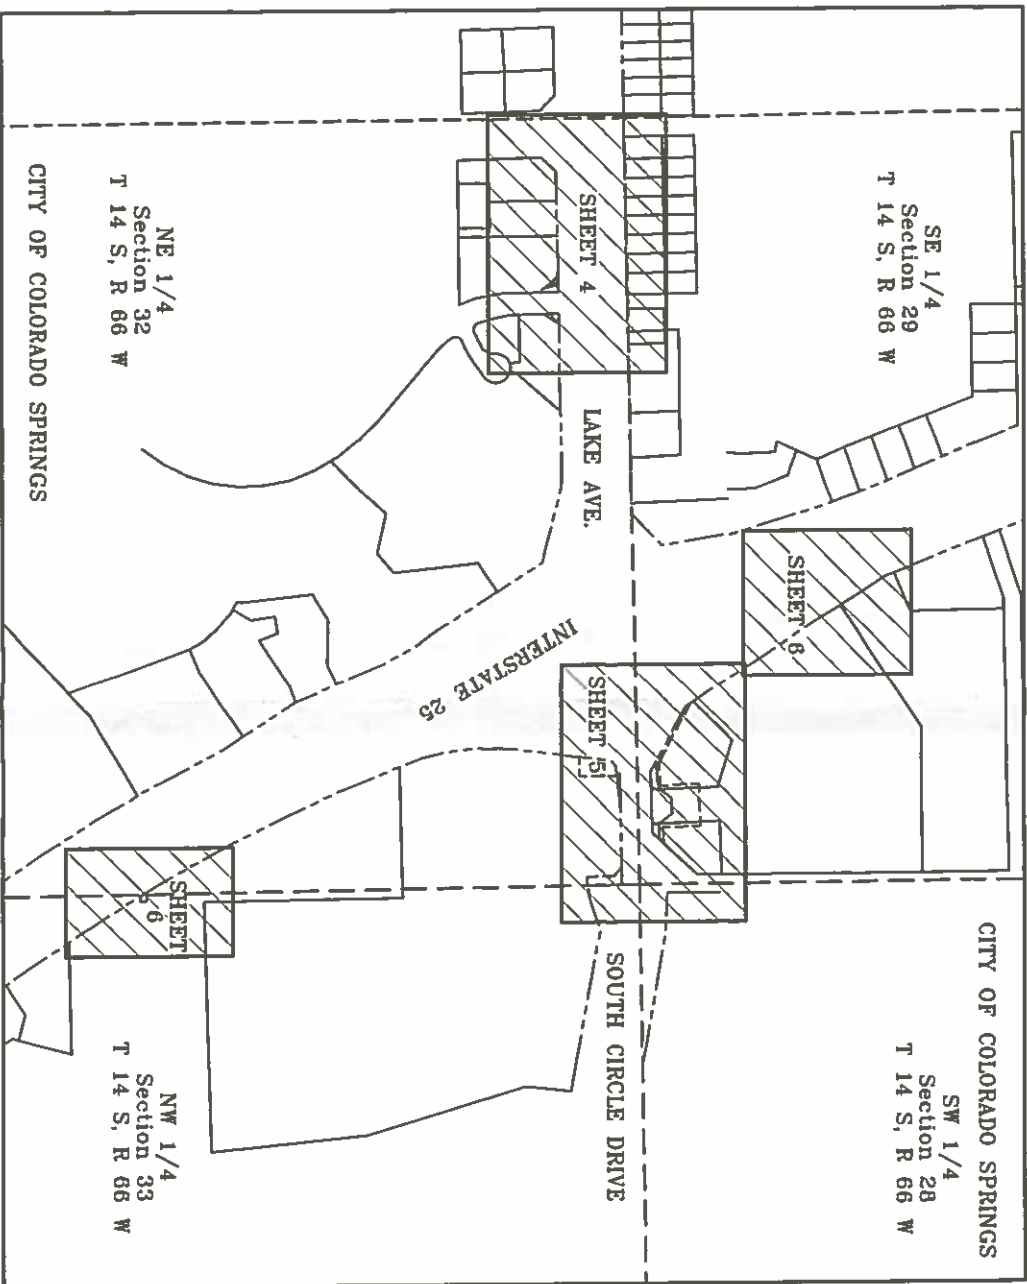 CITY OF COLORADO SPRINGS
SE 1/4
Section 29
T 14 S, R 66 W
SW 1/4
Section 28
T 14 S, R 66 W
SHEET 6
SHEET 4
LAKE AVE.
SHEET 5
SOUTH CIRCLE DRIVE
INTERSTATE 25
NE 1/4
Section 32
T 14 S, R 66 W
SHEET
6
NW 1/4
Section 33
T 14 S, R 66 W
CITY OF COLORADO SPRINGS